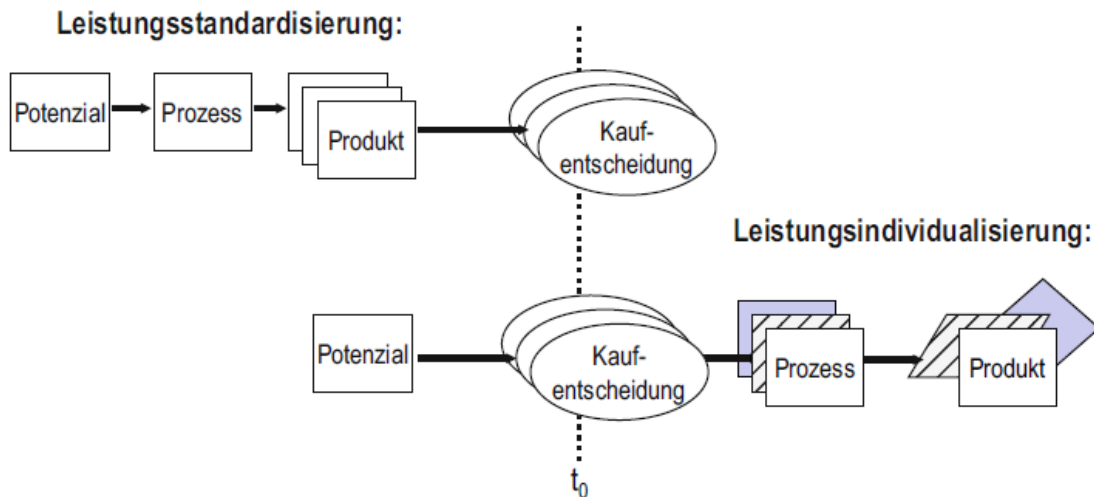 Leistungsstandardisierung:
Potenzial
Prozess
Produkt
Kauf-
entscheidung
Leistungsindividualisierung:
Potenzial
Kauf-
entscheidung
Prozess
Produkt
t₀